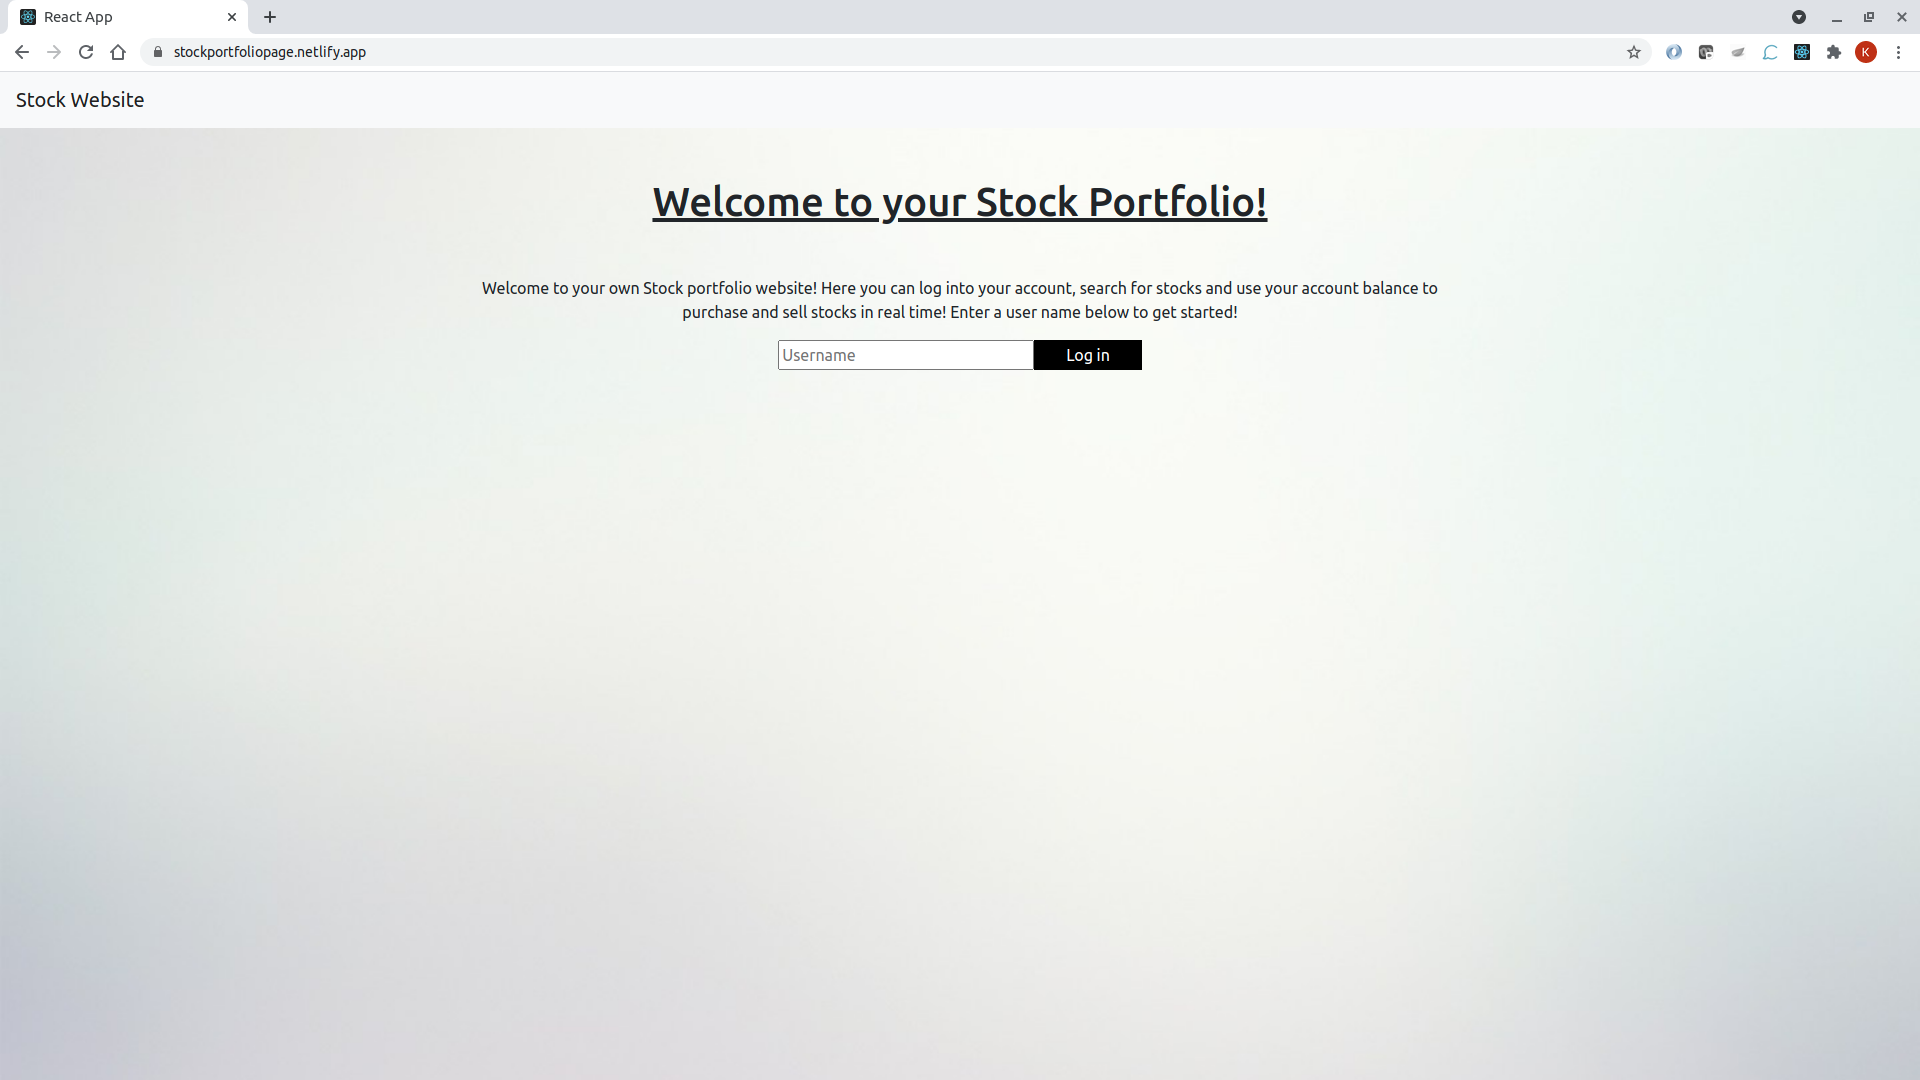 React App
stockportfoliopage.netlify.app
K
Stock Website
Welcome to your Stock Portfolio!
Welcome to your own Stock portfolio website! Here you can log into your account, search for stocks and use your account balance to
purchase and sell stocks in real time! Enter a user name below to get started!
Username
Log in